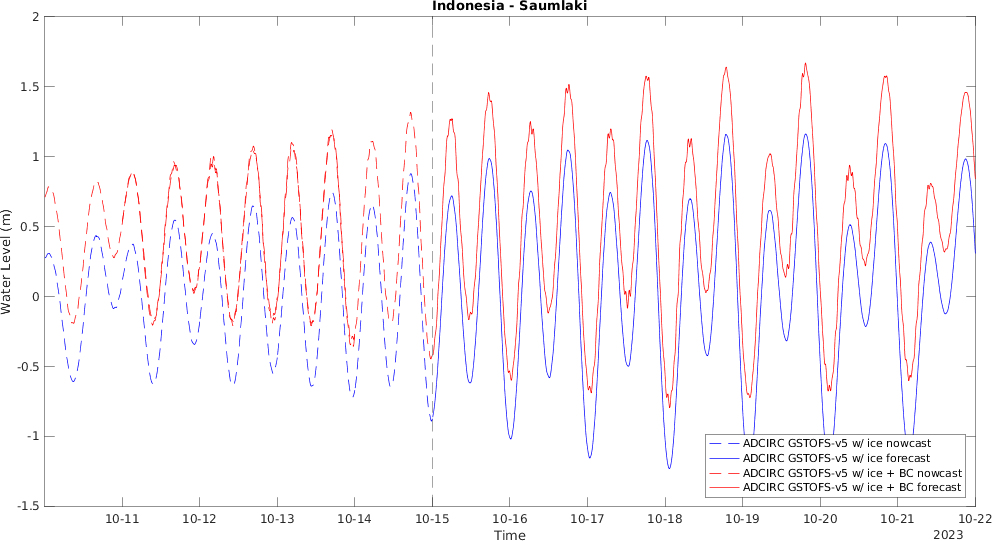 Indonesia - Saumlaki
Water Level (m)
2
1.5
1
0.5
0
-0.5
-1
-1.5
ADCIRC GSTOFS-v5 w/ ice nowcast
ADCIRC GSTOFS-v5 w/ ice forecast
ADCIRC GSTOFS-v5 w/ ice + BC nowcast
ADCIRC GSTOFS-v5 w/ ice + BC forecast
10-11 10-12 10-13 10-14 10-15 10-16 10-17 10-18 10-19 10-20 10-21 10-22
Time
2023